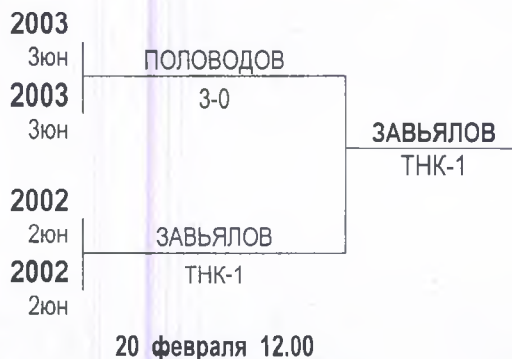 2003
3юн
ПОЛОВОДОВ
2003
3-0
3юн
ЗАВЬЯЛОВ
ТНК-1
2002
2юн
ЗАВЬЯЛОВ
2002
ТНК-1
2юн
20 февраля 12.00